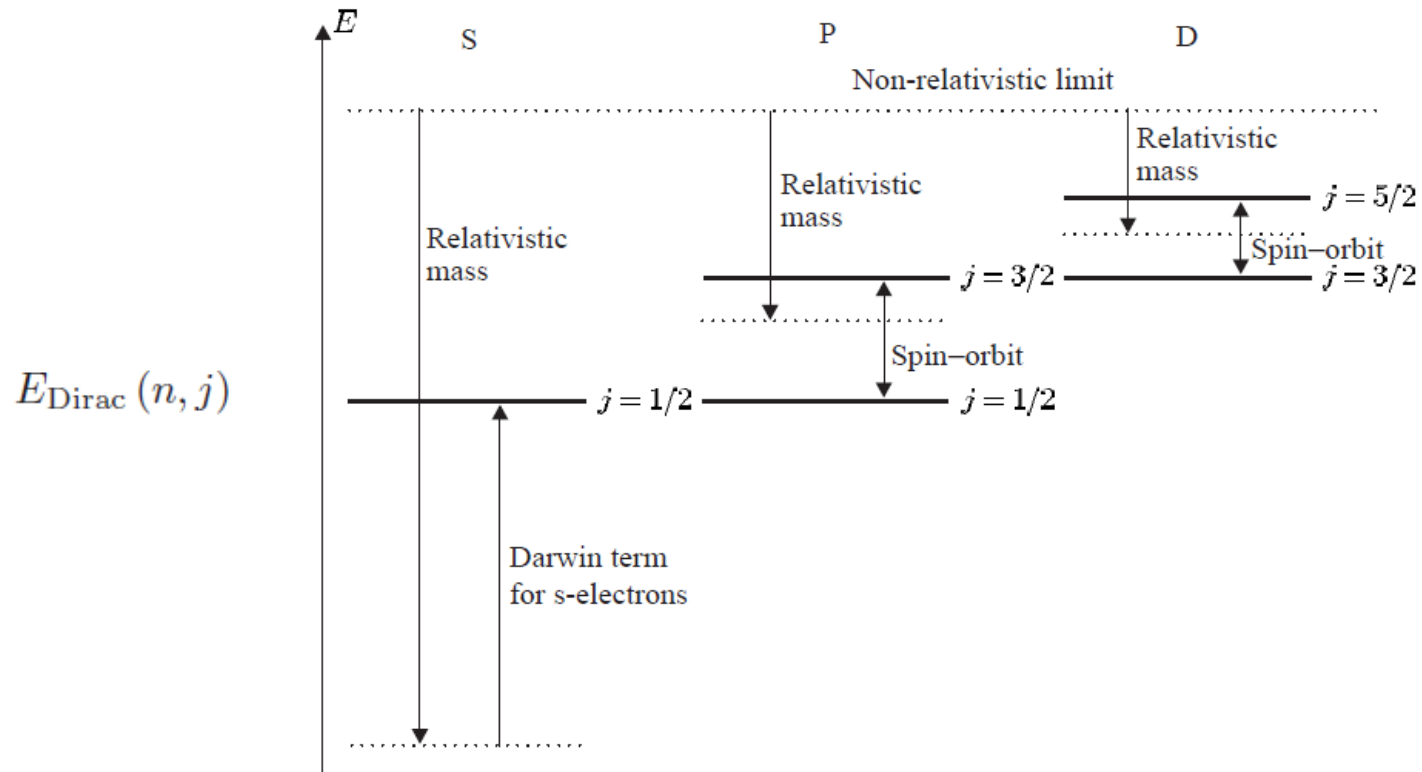 E
S
P
D
Non-relativistic limit
Relativistic
mass
j = 5/2
Relativistic
mass
Relativistic
mass
Spin–orbit
j = 3/2
j = 3/2
Spin–orbit
E_Dirac (n, j)
j = 1/2
j = 1/2
Darwin term
for s-electrons